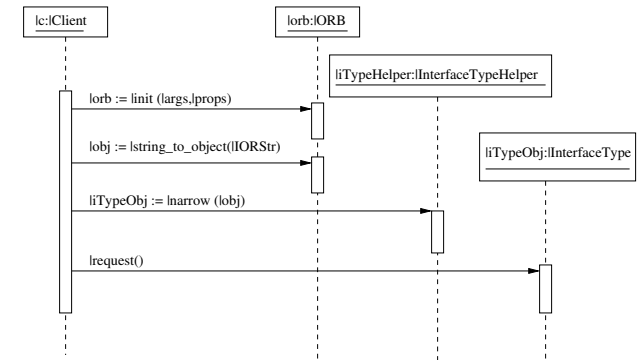 |c:|Client
|orb:|ORB
|iTypeHelper:|InterfaceTypeHelper
|orb := |init (|args,|props)
|obj := |string_to_object(|IORStr)
|iTypeObj:|InterfaceType
|iTypeObj := |narrow (|obj)
|request()